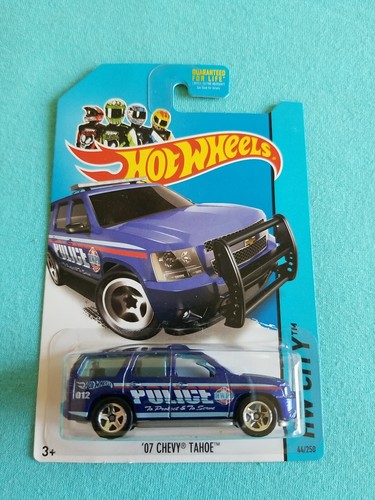 GUARANTEED
FOR LIFE
HOT WHEELS
POLICE
HW CITY™
012
POLICE
To Protect & To Serve
3+
'07 CHEVY® TAHOE™
44/250